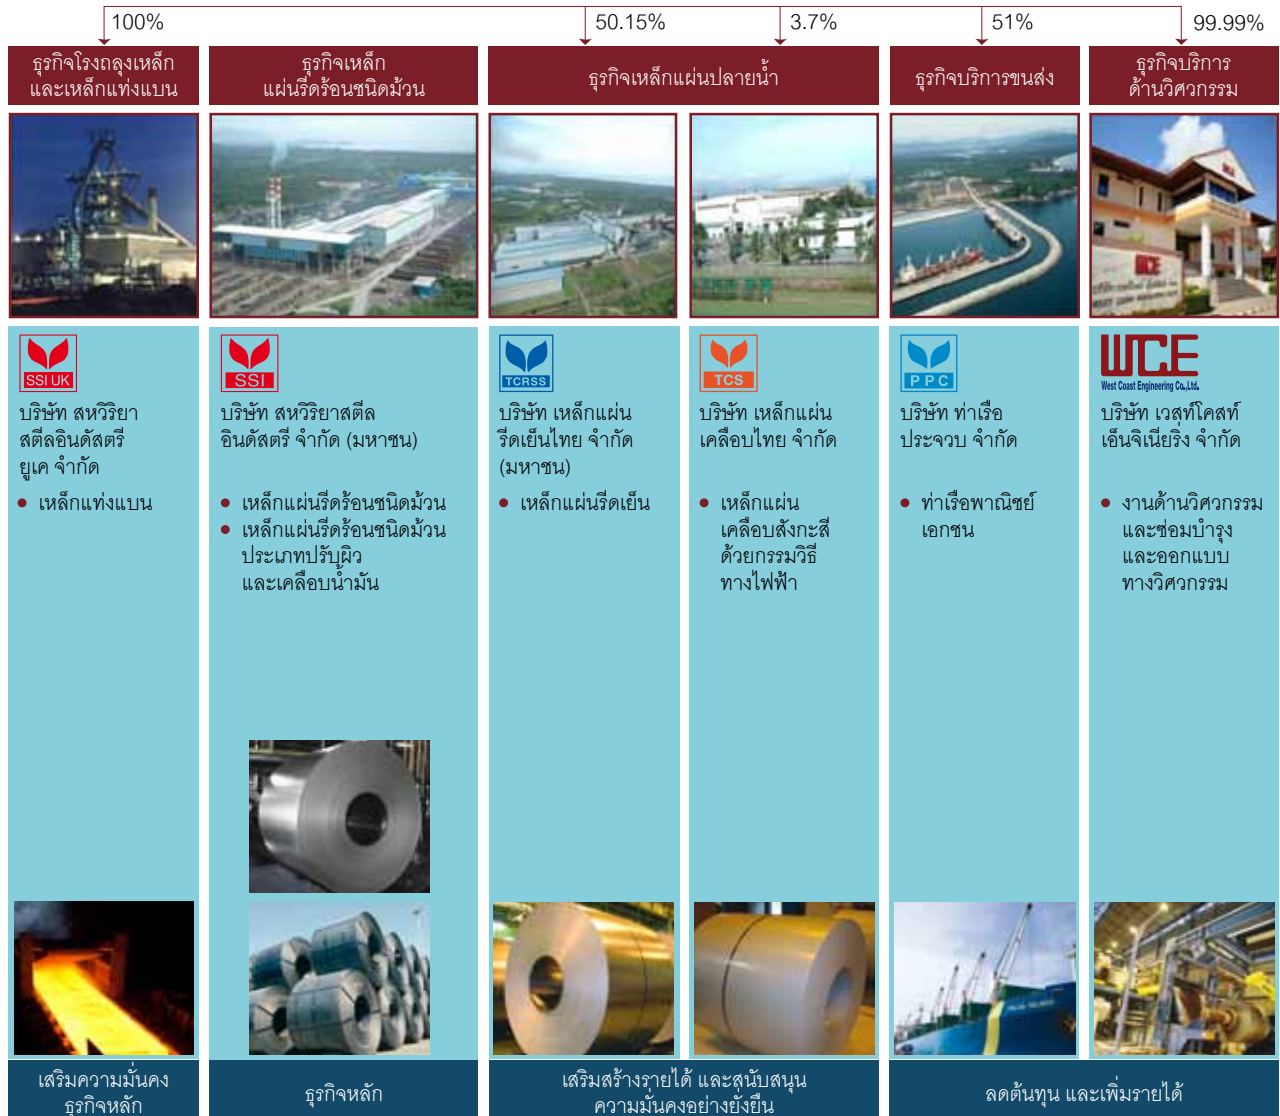 100%
50.15%
3.7%
51%
99.99%
ธุรกิจโรงถลุงเหล็ก
และเหล็กแท่งแบน
ธุรกิจเหล็ก
แผ่นรีดร้อนชนิดม้วน
ธุรกิจเหล็กแผ่นปลายน้ำ
ธุรกิจบริการขนส่ง
ธุรกิจบริการ
ด้านวิศวกรรม
WCE
SSI UK
บริษัท สหวิริยา
สตีลอินดัสตรี
ยูเค จำกัด
• เหล็กแท่งแบน
SSI
บริษัท สหวิริยาสตีล
อินดัสตรี จำกัด (มหาชน)
• เหล็กแผ่นรีดร้อนชนิดม้วน
• เหล็กแผ่นรีดร้อนชนิดม้วน
ประเภทปรับผิว
และเคลือบน้ำมัน
TCRSS
บริษัท เหล็กแผ่น
รีดเย็นไทย จำกัด
(มหาชน)
• เหล็กแผ่นรีดเย็น
TCS
บริษัท เหล็กแผ่น
เคลือบไทย จำกัด
• เหล็กแผ่น
เคลือบสังกะสี
ด้วยกรรมวิธี
ทางไฟฟ้า
PPC
บริษัท ท่าเรือ
ประจวบ จำกัด
• ท่าเรือพาณิชย์
เอกชน
WCE
West Coast Engineering Co.,Ltd.
บริษัท เวสท์โคสท์
เอ็นจิเนียริ่ง จำกัด
• งานด้านวิศวกรรม
และซ่อมบำรุง
และออกแบบ
ทางวิศวกรรม
เสริมความมั่นคง
ธุรกิจหลัก
ธุรกิจหลัก
เสริมสร้างรายได้ และสนับสนุน
ความมั่นคงอย่างยั่งยืน
ลดต้นทุน และเพิ่มรายได้